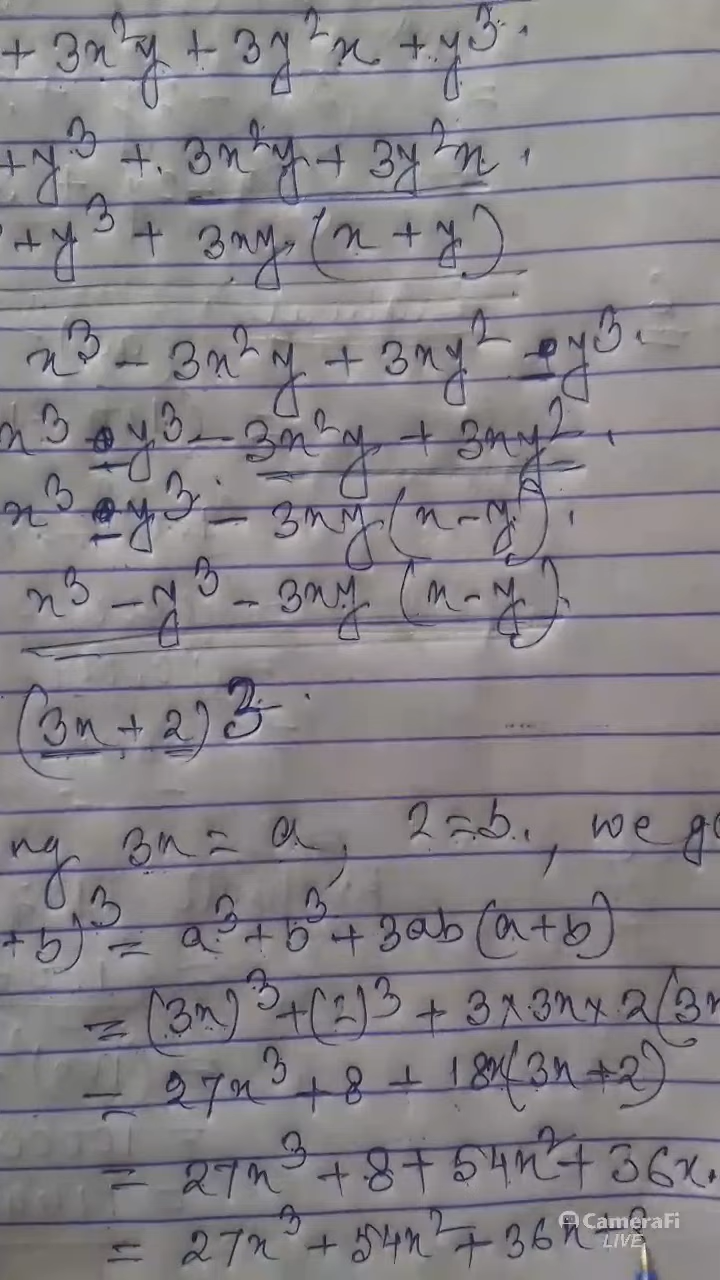 + 3x²y + 3y²x + y³.
+y³ + 3x²y + 3y²x.
+y³ + 3xy (x + y)
x³ - 3x²y + 3xy² - y³.
x³ - y³ - 3x²y + 3xy².
x³ - y³ - 3xy (x-y).
x³ - y³ - 3xy (x-y).
(3x + 2)³
ng 3x = a, 2=b, we g
+b)³ = a³ + b³ + 3ab (a+b)
= (3x)³ + (2)³ + 3×3x×2(3x
= 27x³ + 8 + 18x(3x+2)
= 27x³ + 8 + 54x² + 36x.
= 27x³ + 54x² + 36x +
CameraFi
LIVE